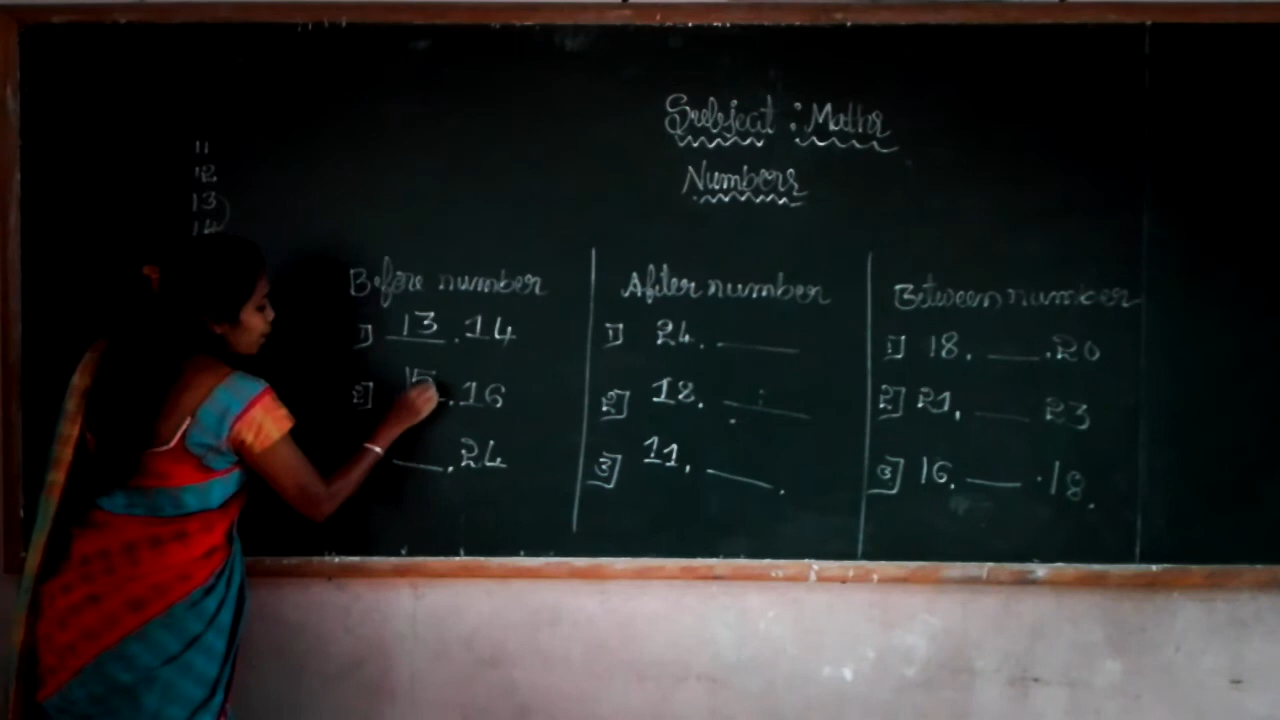 Subject : Maths
Numbers
11
12
13
14
Before number
1] 13 . 14
2] 15 . 16
___ . 24
After number
1] 24. ___
2] 18. ___
3] 11. ___ .
Between number
1] 18. ___ . 20
2] 21. ___ 23
3] 16. ___ . 18.